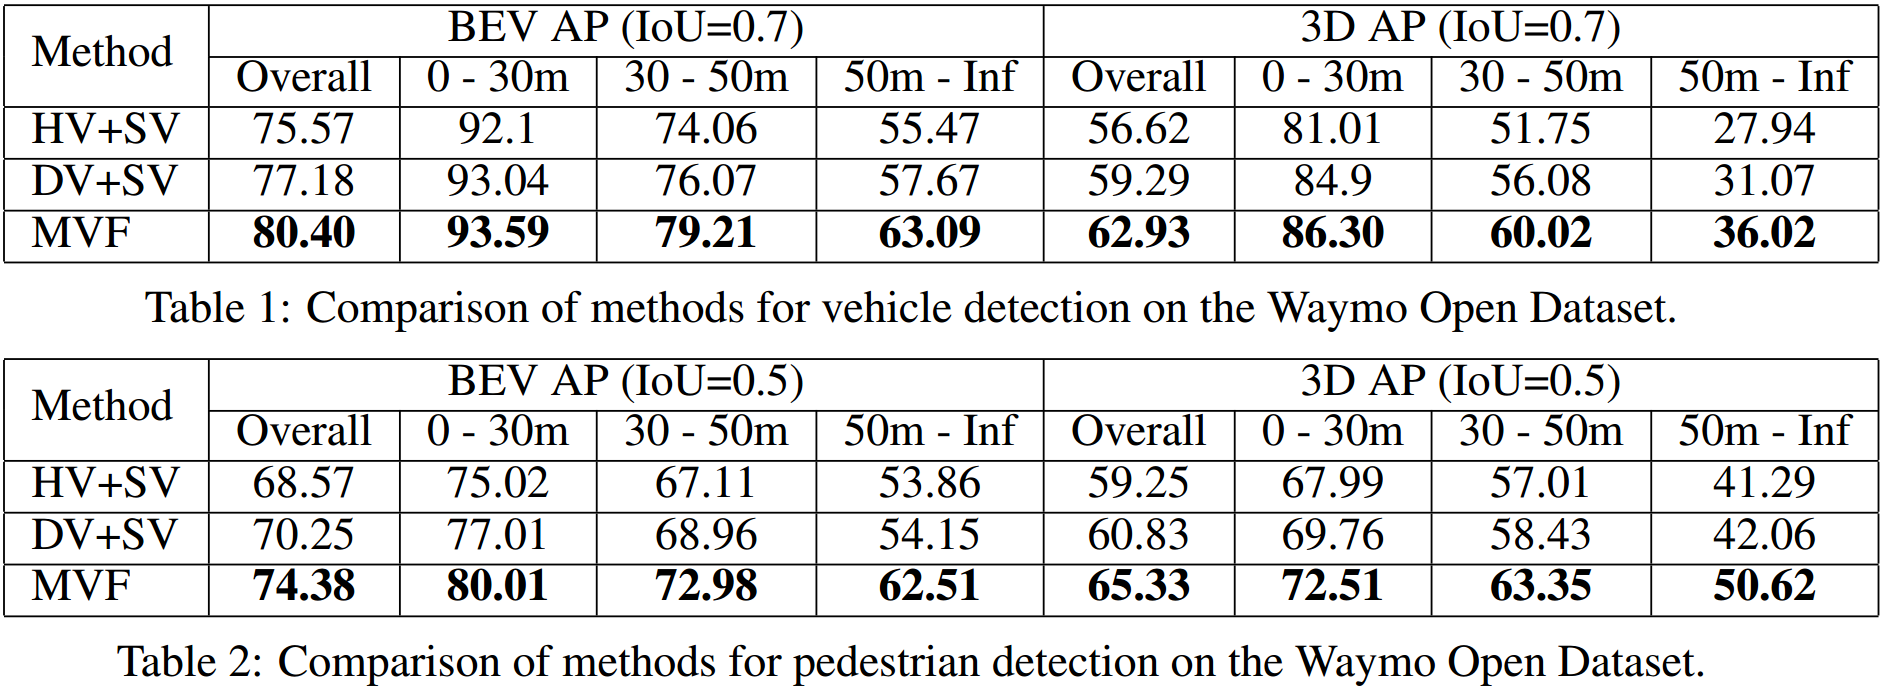 Method BEV AP (IoU=0.7) 3D AP (IoU=0.7)
Overall 0 - 30m 30 - 50m 50m - Inf Overall 0 - 30m 30 - 50m 50m - Inf
HV+SV 75.57 92.1 74.06 55.47 56.62 81.01 51.75 27.94
DV+SV 77.18 93.04 76.07 57.67 59.29 84.9 56.08 31.07
MVF 80.40 93.59 79.21 63.09 62.93 86.30 60.02 36.02
Table 1: Comparison of methods for vehicle detection on the Waymo Open Dataset.
Method BEV AP (IoU=0.5) 3D AP (IoU=0.5)
Overall 0 - 30m 30 - 50m 50m - Inf Overall 0 - 30m 30 - 50m 50m - Inf
HV+SV 68.57 75.02 67.11 53.86 59.25 67.99 57.01 41.29
DV+SV 70.25 77.01 68.96 54.15 60.83 69.76 58.43 42.06
MVF 74.38 80.01 72.98 62.51 65.33 72.51 63.35 50.62
Table 2: Comparison of methods for pedestrian detection on the Waymo Open Dataset.